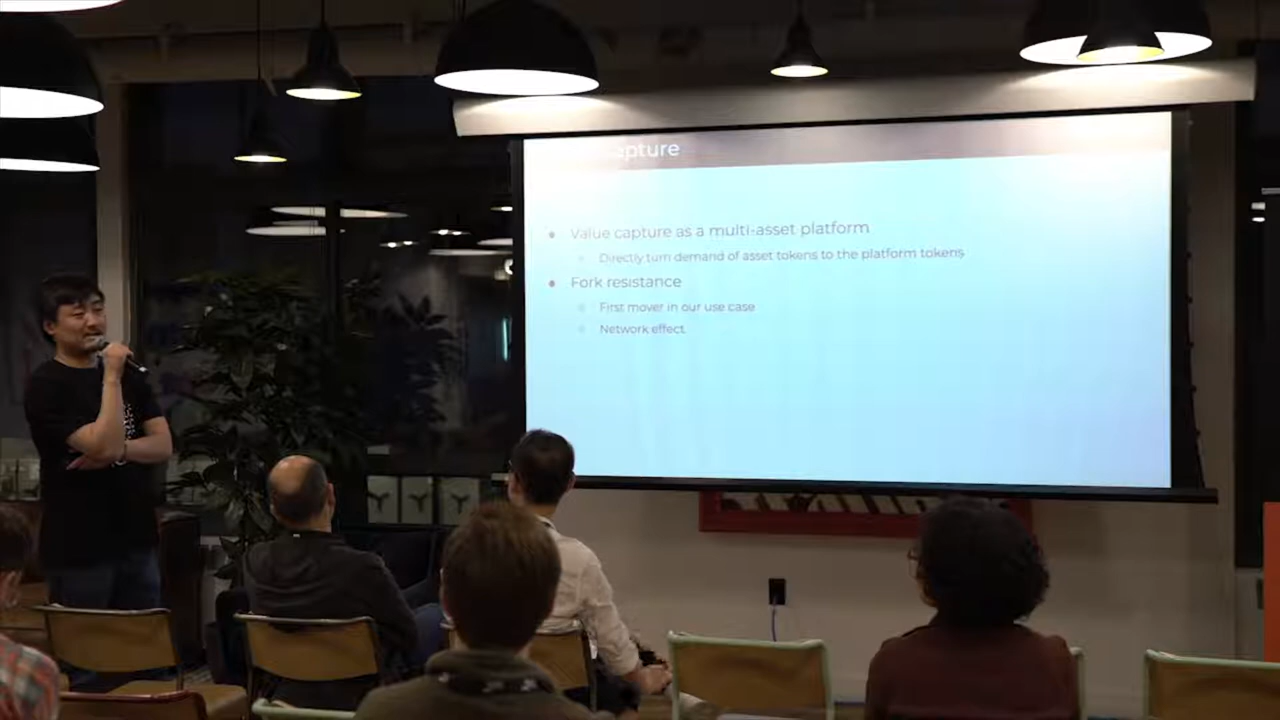 Value capture as a multi-asset platform
Directly turn demand of asset tokens to the platform tokens
Fork resistance
First mover in our use case
Network effect